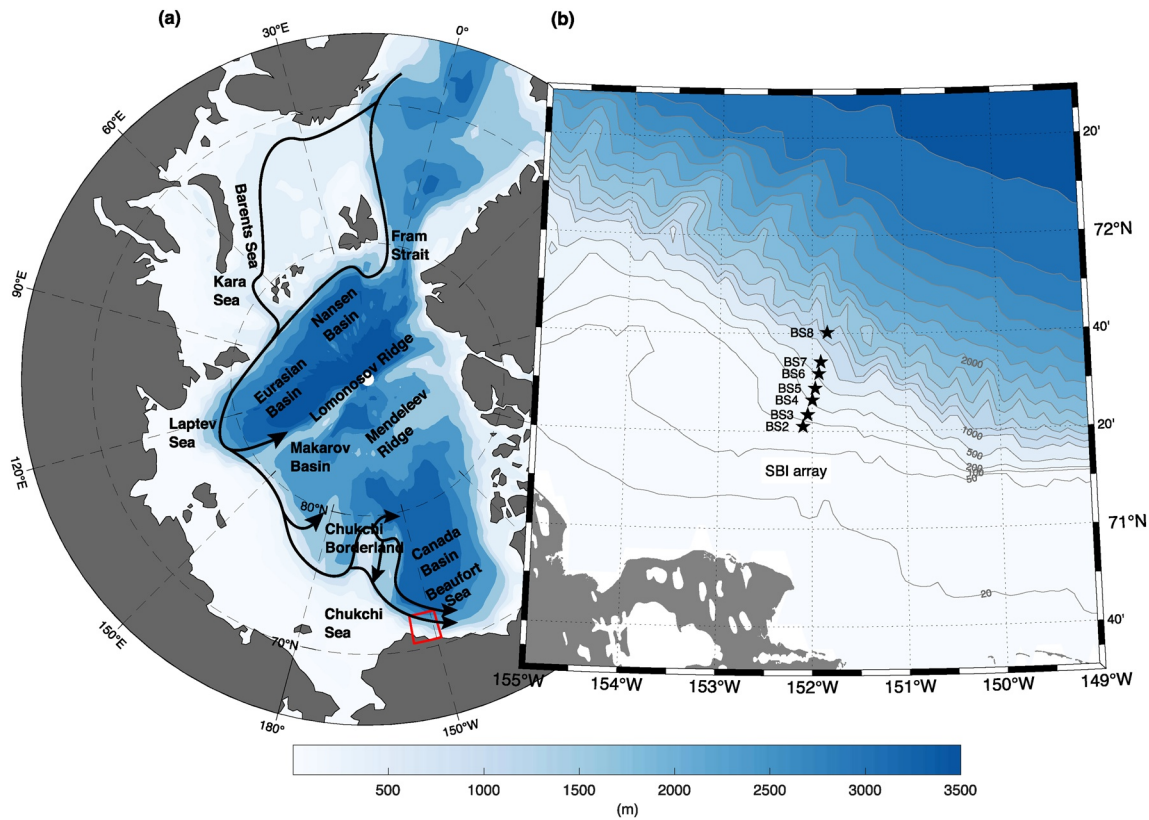 (a)
(b)
30°E
0°
60°E
90°E
120°E
150°E
180°
150°W
80°N
70°N
Barents Sea
Kara
Sea
Fram
Strait
Nansen
Basin
Eurasian
Basin
Lomonosov Ridge
Laptev
Sea
Makarov
Basin
Mendeleev
Ridge
Chukchi
Borderland
Canada
Basin
Beaufort
Sea
Chukchi
Sea
20'
72°N
40'
20'
71°N
40'
BS8
BS7
BS6
BS5
BS4
BS3
BS2
SBI array
2000
1000
500
200
100
50
20
155°W
154°W
153°W
152°W
151°W
150°W
149°W
500
1000
1500
2000
2500
3000
3500
(m)